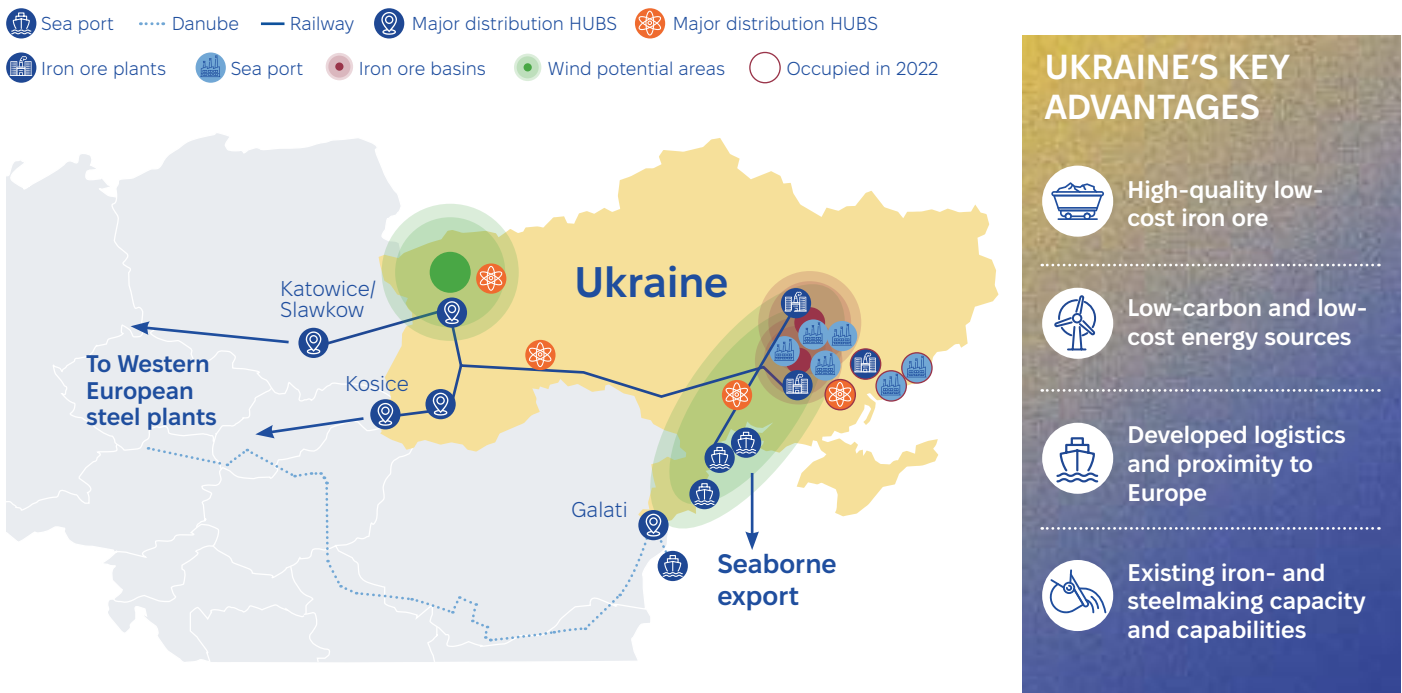 Sea port
Danube
Railway
Major distribution HUBS
Major distribution HUBS
Iron ore plants
Sea port
Iron ore basins
Wind potential areas
Occupied in 2022
Katowice/
Slawkow
Ukraine
To Western
European
steel plants
Kosice
Galati
Seaborne
export
UKRAINE'S KEY
ADVANTAGES
High-quality low-
cost iron ore
Low-carbon and low-
cost energy sources
Developed logistics
and proximity to
Europe
Existing iron- and
steelmaking capacity
and capabilities